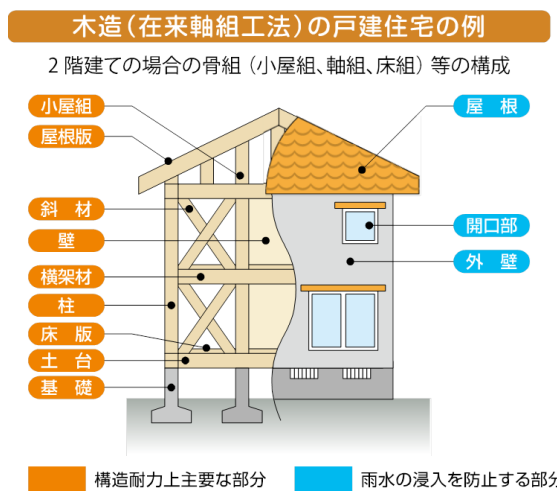 木造（在来軸組工法）の戸建住宅の例
2階建ての場合の骨組（小屋組、軸組、床組）等の構成
小屋組
屋根版
斜材
壁
横架材
柱
床版
土台
基礎
屋根
開口部
外壁
構造耐力上主要な部分
雨水の浸入を防止する部分